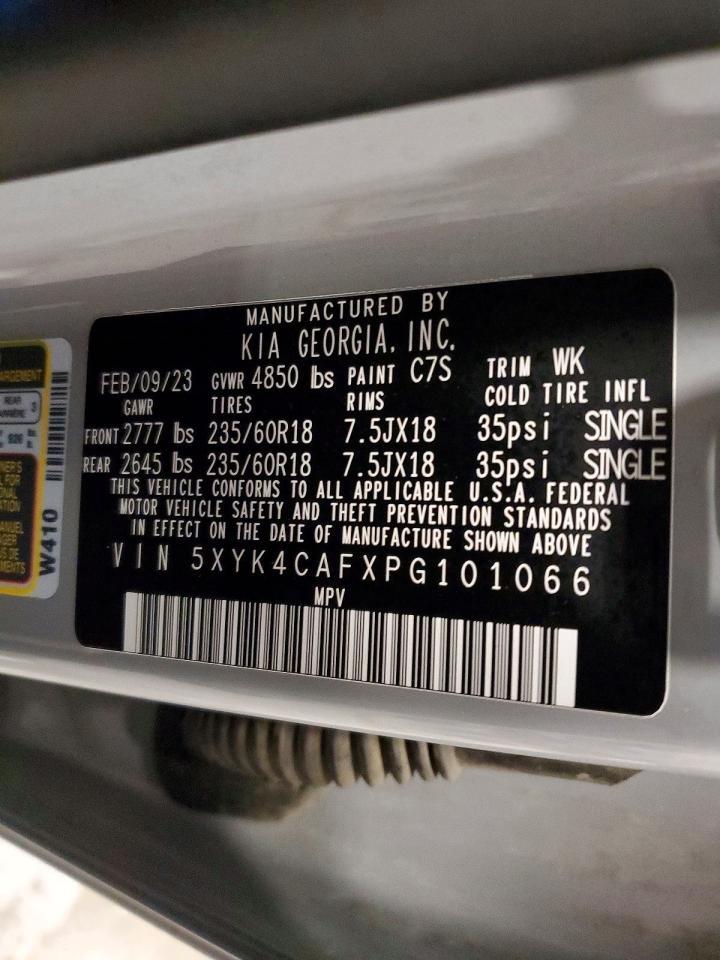 MANUFACTURED BY
KIA GEORGIA, INC.
FEB/09/23 GVWR 4850 lbs PAINT C7S TRIM WK
GAWR TIRES RIMS COLD TIRE INFL
FRONT 2777 lbs 235/60R18 7.5JX18 35psi SINGLE
REAR 2645 lbs 235/60R18 7.5JX18 35psi SINGLE
THIS VEHICLE CONFORMS TO ALL APPLICABLE U.S.A. FEDERAL
MOTOR VEHICLE SAFETY AND THEFT PREVENTION STANDARDS
IN EFFECT ON THE DATE OF MANUFACTURE SHOWN ABOVE
VIN 5XYK4CAFXPG101066
MPV
REAR
3
W410